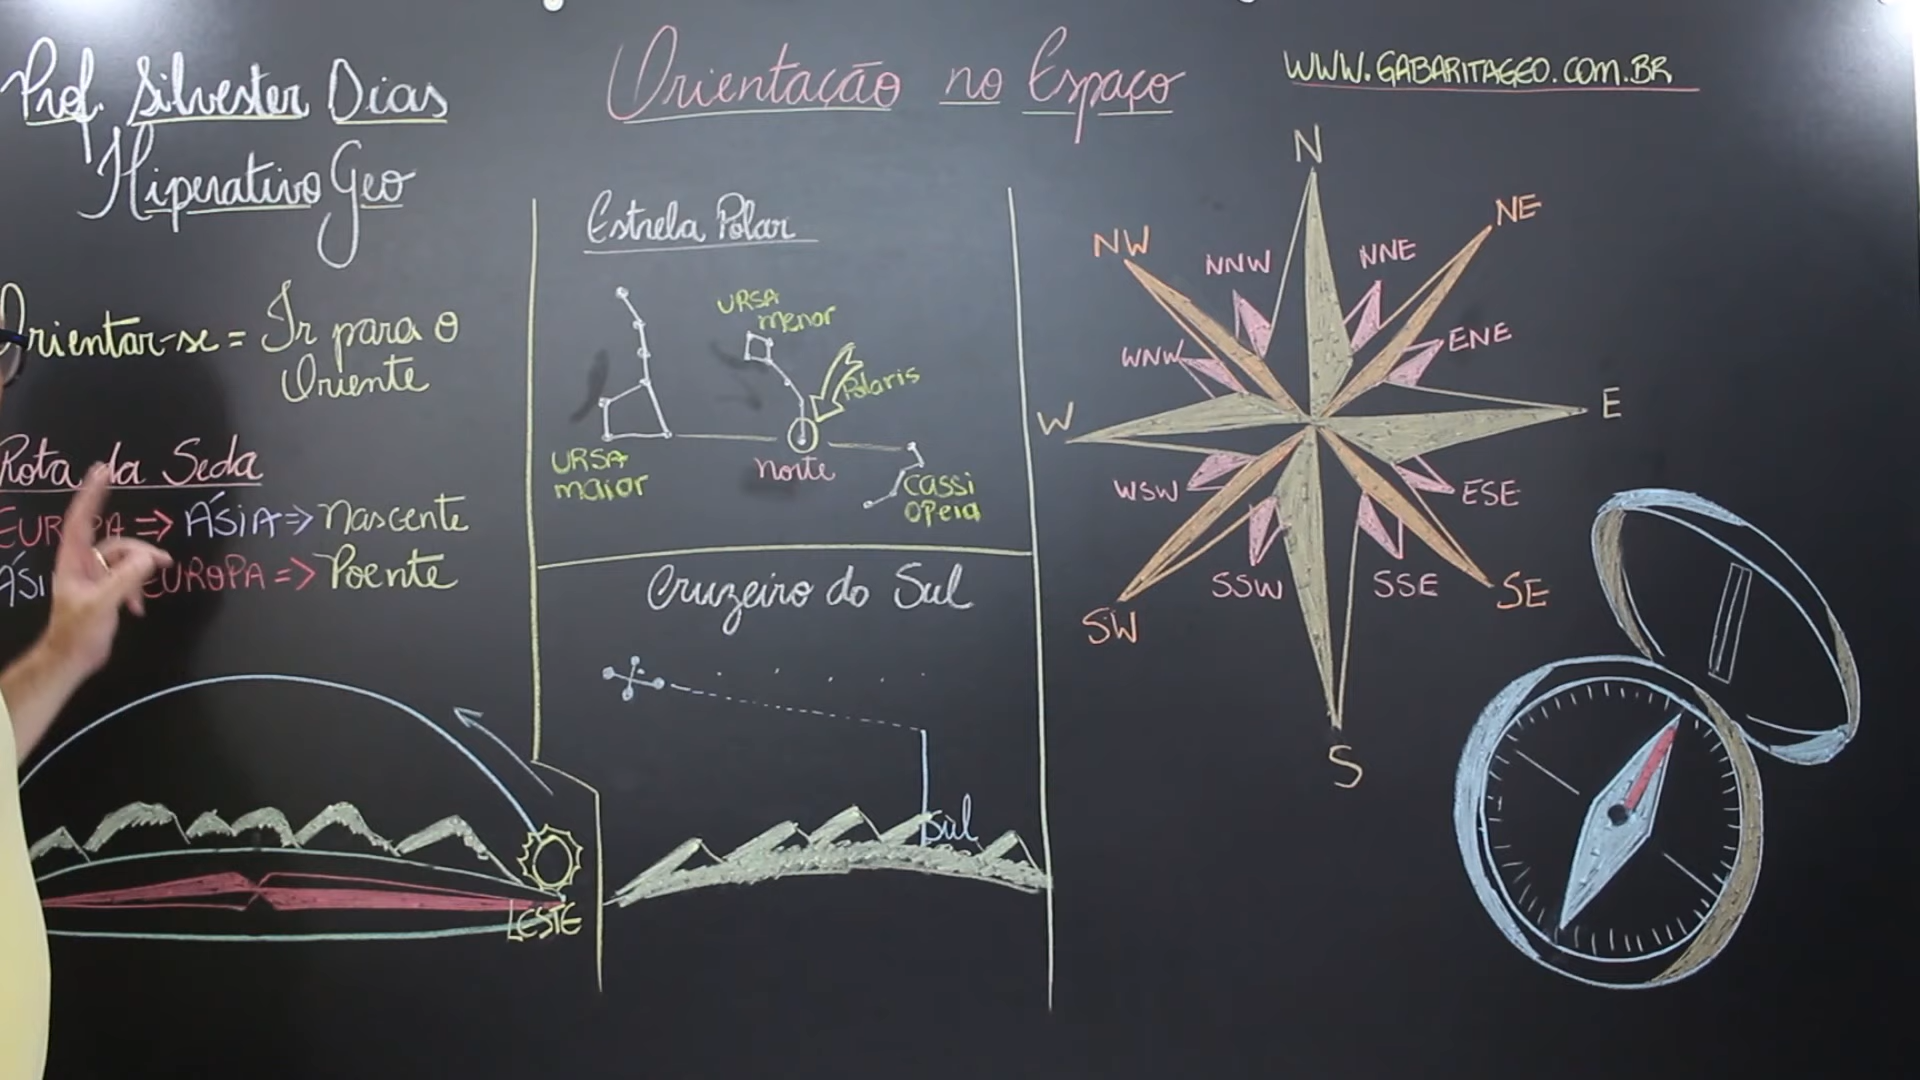 Prof. Silvester Dias
Hiperativo Geo
Orientação no Espaço
WWW.GABARITAGEO.COM.BR
Orientar-se = Ir para o
Oriente
Rota da Seda
EUROPA => ÁSIA => Nascente
ÁSI EUROPA => Poente
LESTE
Estrela Polar
URSA
menor
Polaris
URSA
maior
norte
CASSI
OPEIA
Cruzeiro do Sul
Sul
N
NW
NNW
NNE
NE
WNW
ENE
W
E
WSW
ESE
SW
SSW
SSE
SE
S